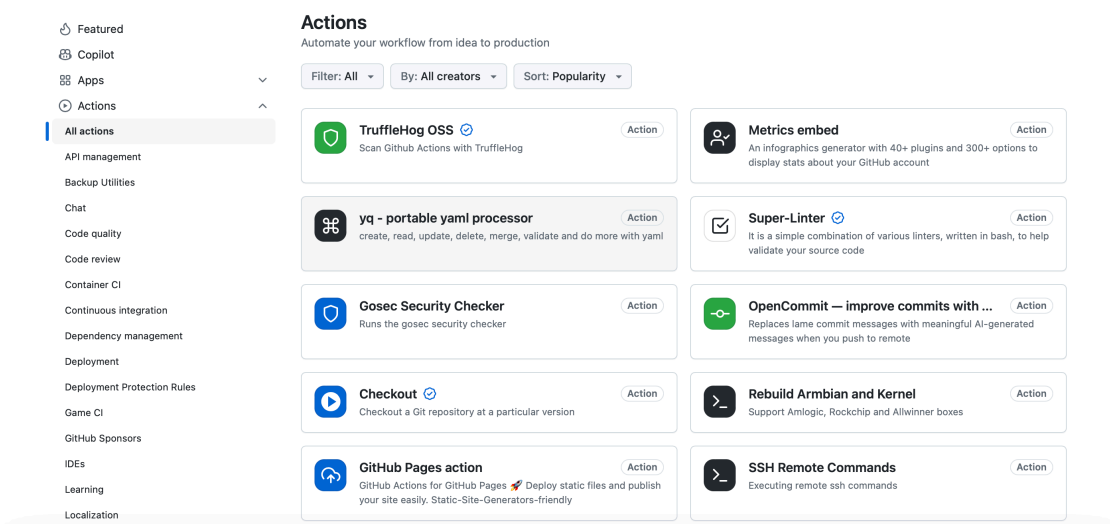 Featured
Copilot
Apps
Actions
All actions
API management
Backup Utilities
Chat
Code quality
Code review
Container CI
Continuous integration
Dependency management
Deployment
Deployment Protection Rules
Game CI
GitHub Sponsors
IDEs
Learning
Localization
Actions
Automate your workflow from idea to production
Filter: All
By: All creators
Sort: Popularity
TruffleHog OSS
Action
Scan Github Actions with TruffleHog
Metrics embed
Action
An infographics generator with 40+ plugins and 300+ options to
display stats about your GitHub account
yq - portable yaml processor
Action
create, read, update, delete, merge, validate and do more with yaml
Super-Linter
Action
It is a simple combination of various linters, written in bash, to help
validate your source code
Gosec Security Checker
Action
Runs the gosec security checker
OpenCommit — improve commits with ...
Action
Replaces lame commit messages with meaningful AI-generated
messages when you push to remote
Checkout
Action
Checkout a Git repository at a particular version
Rebuild Armbian and Kernel
Action
Support Amlogic, Rockchip and Allwinner boxes
GitHub Pages action
Action
GitHub Actions for GitHub Pages 🚀 Deploy static files and publish
your site easily. Static-Site-Generators-friendly
SSH Remote Commands
Action
Executing remote ssh commands